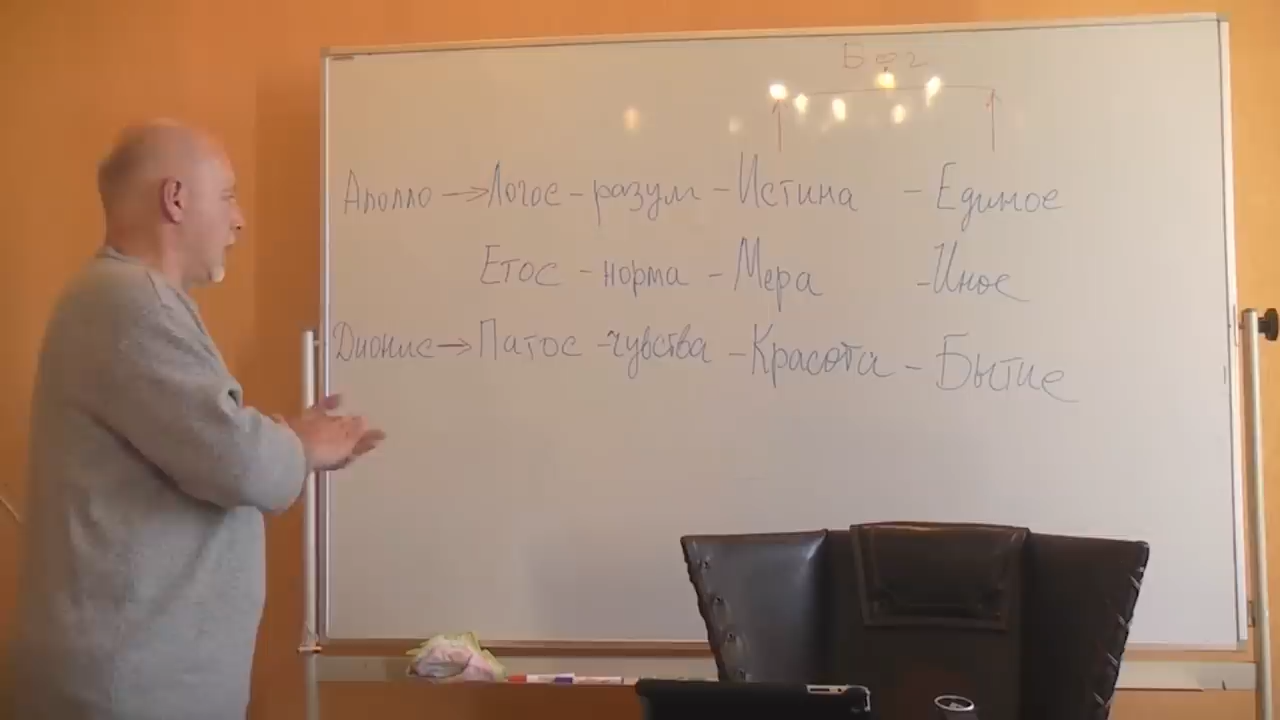 Бог
Аполло → Логос - разум - Истина - Единое
Етос - норма - Мера - Иное
Дионис → Патос - чувства - Красота - Бытие